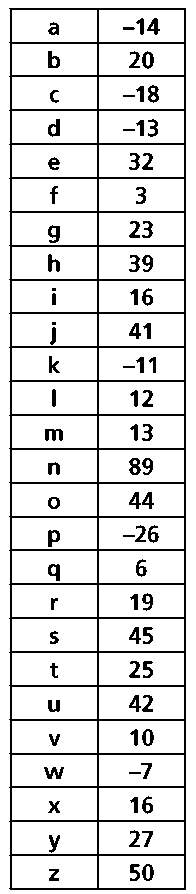 a –14
b 20
c –18
d –13
e 32
f 3
g 23
h 39
i 16
j 41
k –11
l 12
m 13
n 89
o 44
p –26
q 6
r 19
s 45
t 25
u 42
v 10
w –7
x 16
y 27
z 50